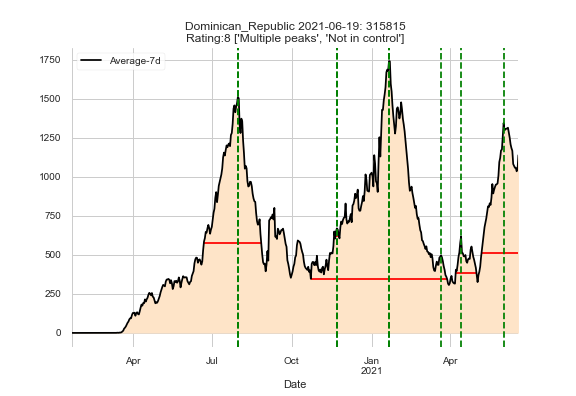 Dominican_Republic 2021-06-19: 315815
Rating:8 ['Multiple peaks', 'Not in control']
Average-7d
1750
1500
1250
1000
750
500
250
0
Apr
Jul
Oct
Jan
2021
Apr
Date